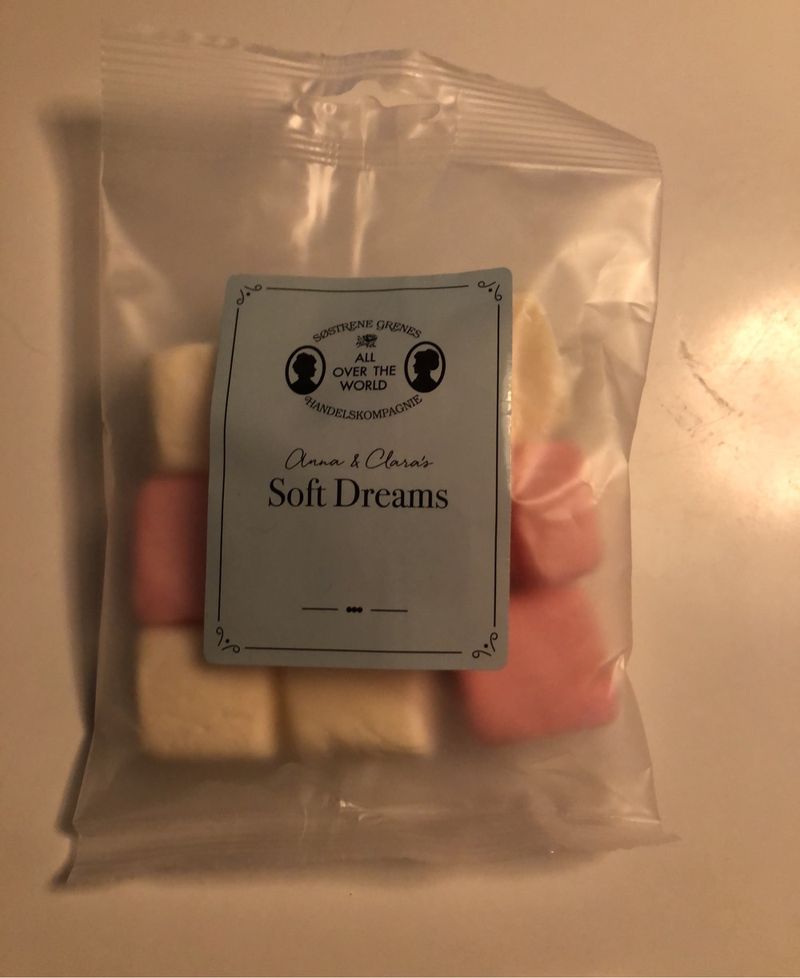 SØSTRENE GRENES
ALL
OVER THE
WORLD
HANDELSKOMPAGNIE
Anna & Clara's
Soft Dreams